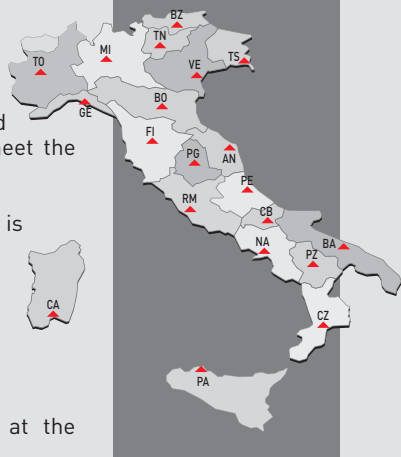 BZ
TN
MI
TO
VE
TS
BO
GE
d
FI
eet the
PG
AN
PE
RM
CB
is
NA
BA
PZ
CA
CZ
PA
at the